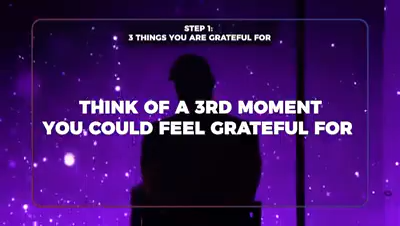 STEP 1:
3 THINGS YOU ARE GRATEFUL FOR
THINK OF A 3RD MOMENT
YOU COULD FEEL GRATEFUL FOR